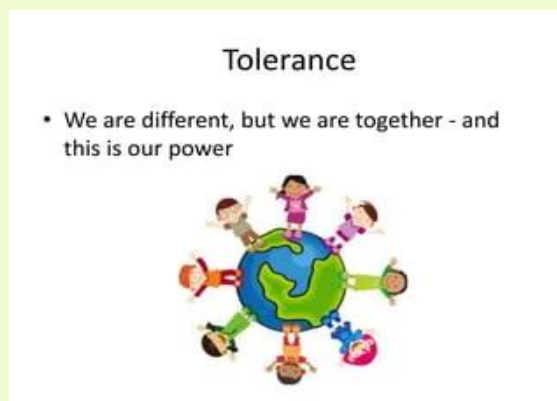 Tolerance
• We are different, but we are together - and
this is our power